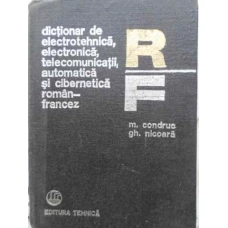 dicționar de
electrotehnică,
electronică,
telecomunicații,
automatică
și cibernetică
român—
francez
R
F
m. condruc
gh. nicoară
EDITURA TEHNICĂ